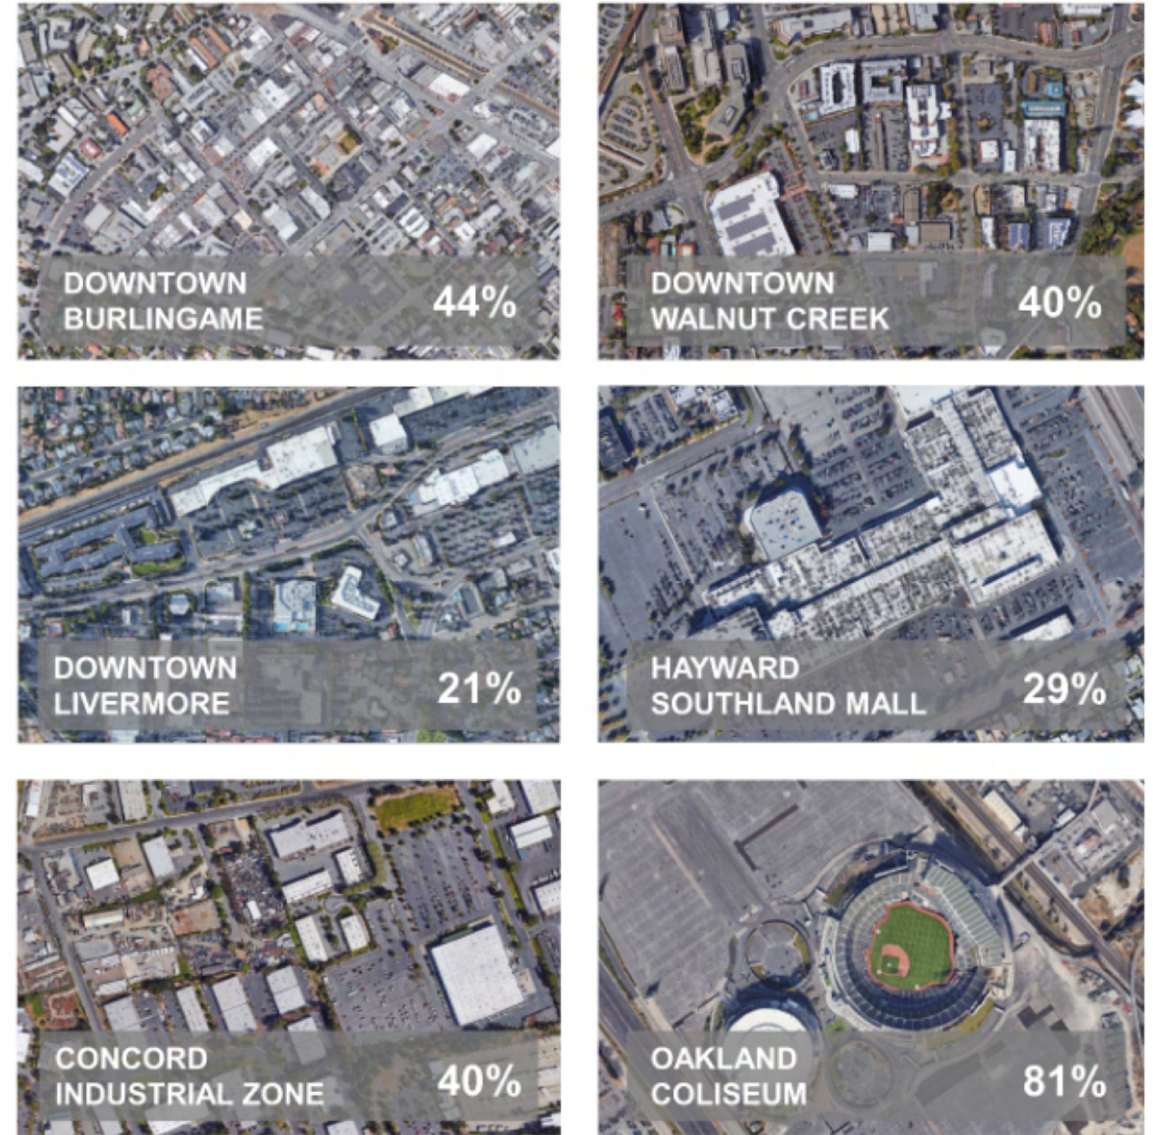 DOWNTOWN
BURLINGAME
44%
DOWNTOWN
WALNUT CREEK
40%
DOWNTOWN
LIVERMORE
21%
HAYWARD
SOUTHLAND MALL
29%
CONCORD
INDUSTRIAL ZONE
40%
OAKLAND
COLISEUM
81%